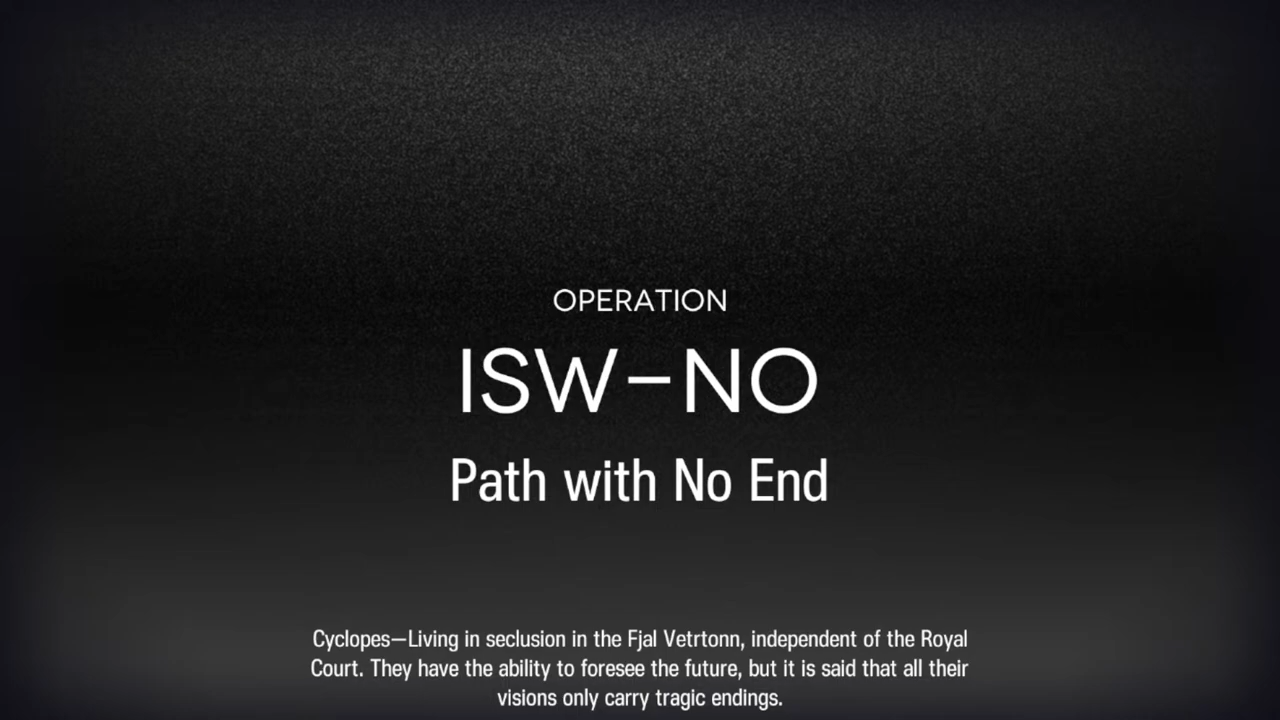 OPERATION
ISW-NO
Path with No End
Cyclopes—Living in seclusion in the Fjal Vetrtonn, independent of the Royal
Court. They have the ability to foresee the future, but it is said that all their
visions only carry tragic endings.